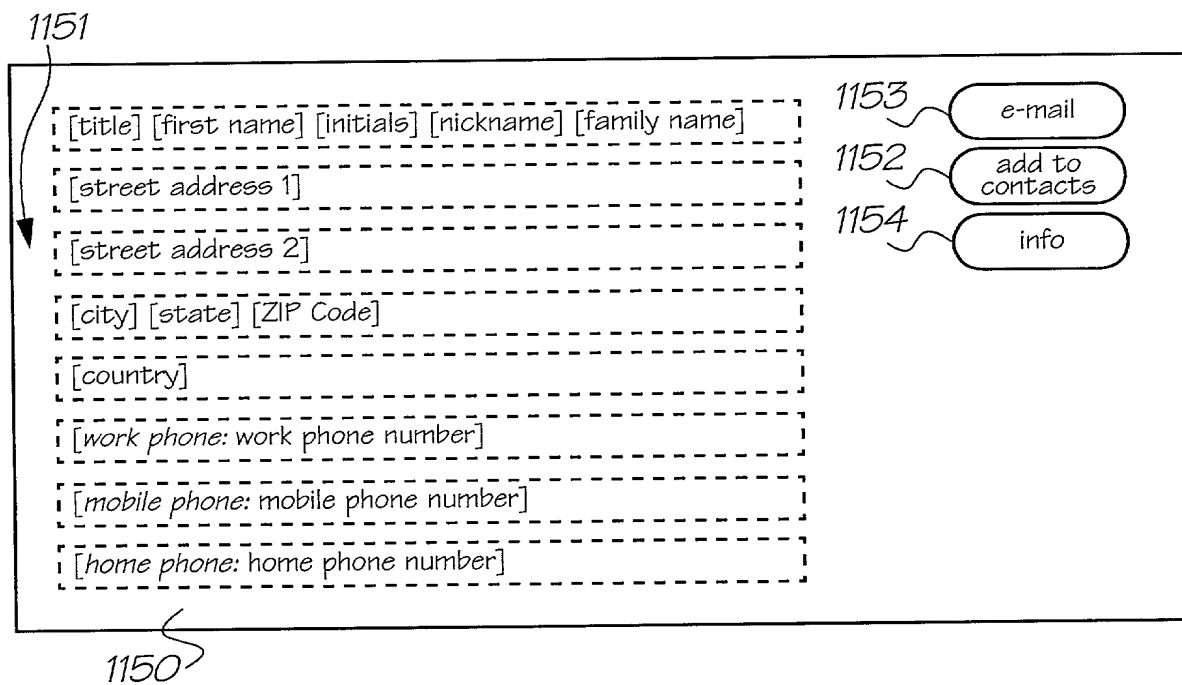 1151
[title] [first name] [initials] [nickname] [family name]
[street address 1]
[street address 2]
[city] [state] [ZIP Code]
[country]
[work phone: work phone number]
[mobile phone: mobile phone number]
[home phone: home phone number]
1153
e-mail
1152
add to
contacts
1154
info
1150